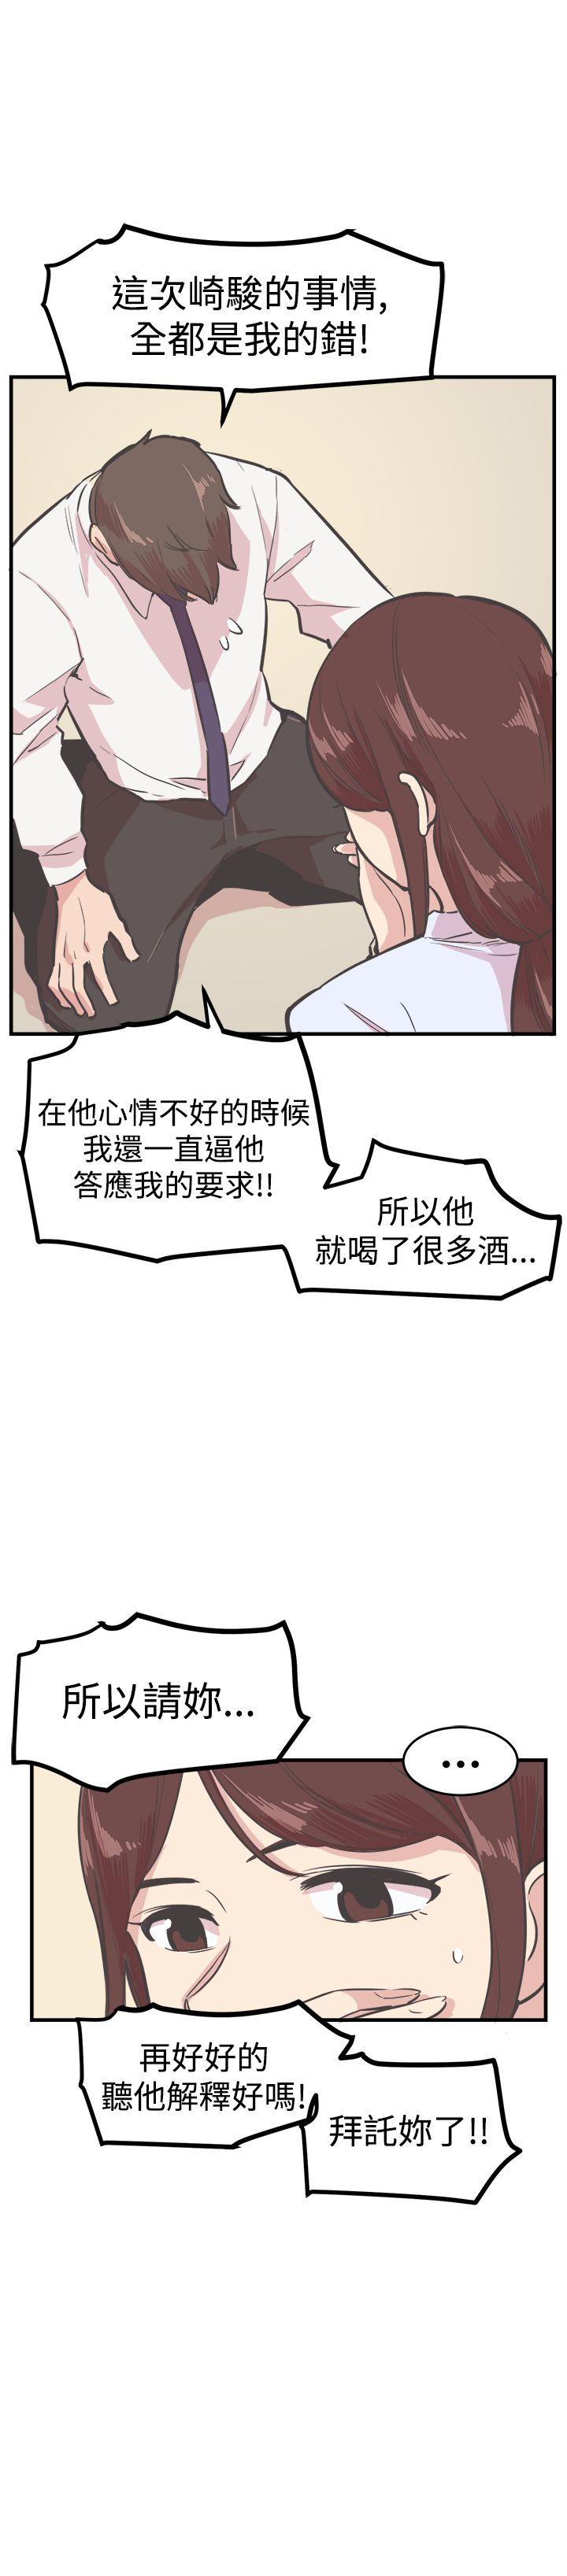 這次崎駿的事情,
全都是我的錯!
在他心情不好的時候
我還一直逼他
答應我的要求!!
所以他
就喝了很多酒...
所以請妳...
...
再好好的
聽他解釋好嗎!
拜託妳了!!